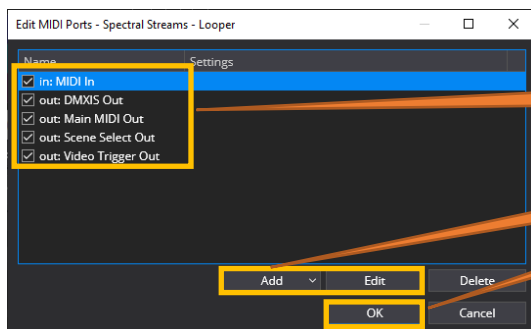 Edit MIDI Ports - Spectral Streams - Looper
Name Settings
in: MIDI In
out: DMXIS Out
out: Main MIDI Out
out: Scene Select Out
out: Video Trigger Out
Add Edit Delete
OK Cancel